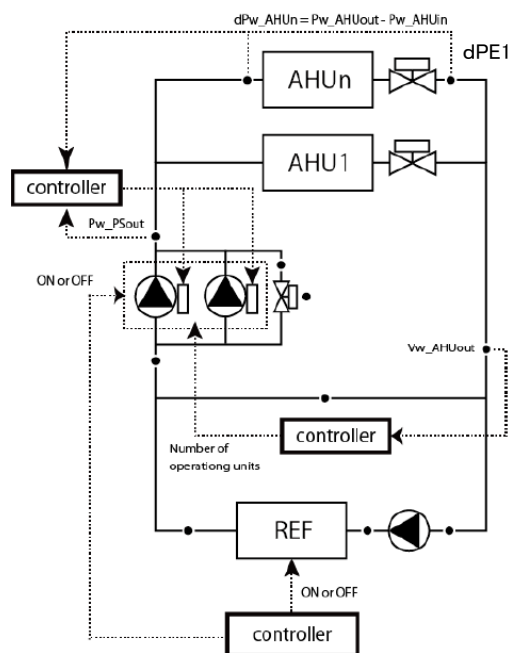 dPw_AHUn = Pw_AHUout - Pw_AHUin
dPE1
AHUn
AHU1
controller
Pw_PSout
ON or OFF
Vw_AHUout
controller
Number of
operationg units
REF
ON or OFF
controller